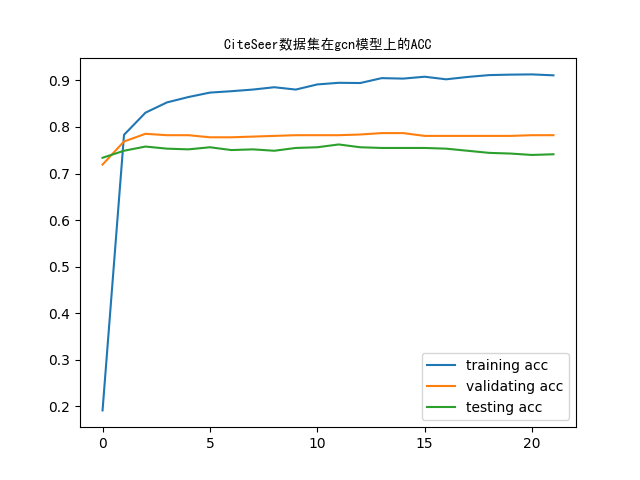 CiteSeer数据集在gcn模型上的ACC
0.9
0.8
0.7
0.6
0.5
0.4
0.3
0.2
training acc
validating acc
testing acc
0 5 10 15 20